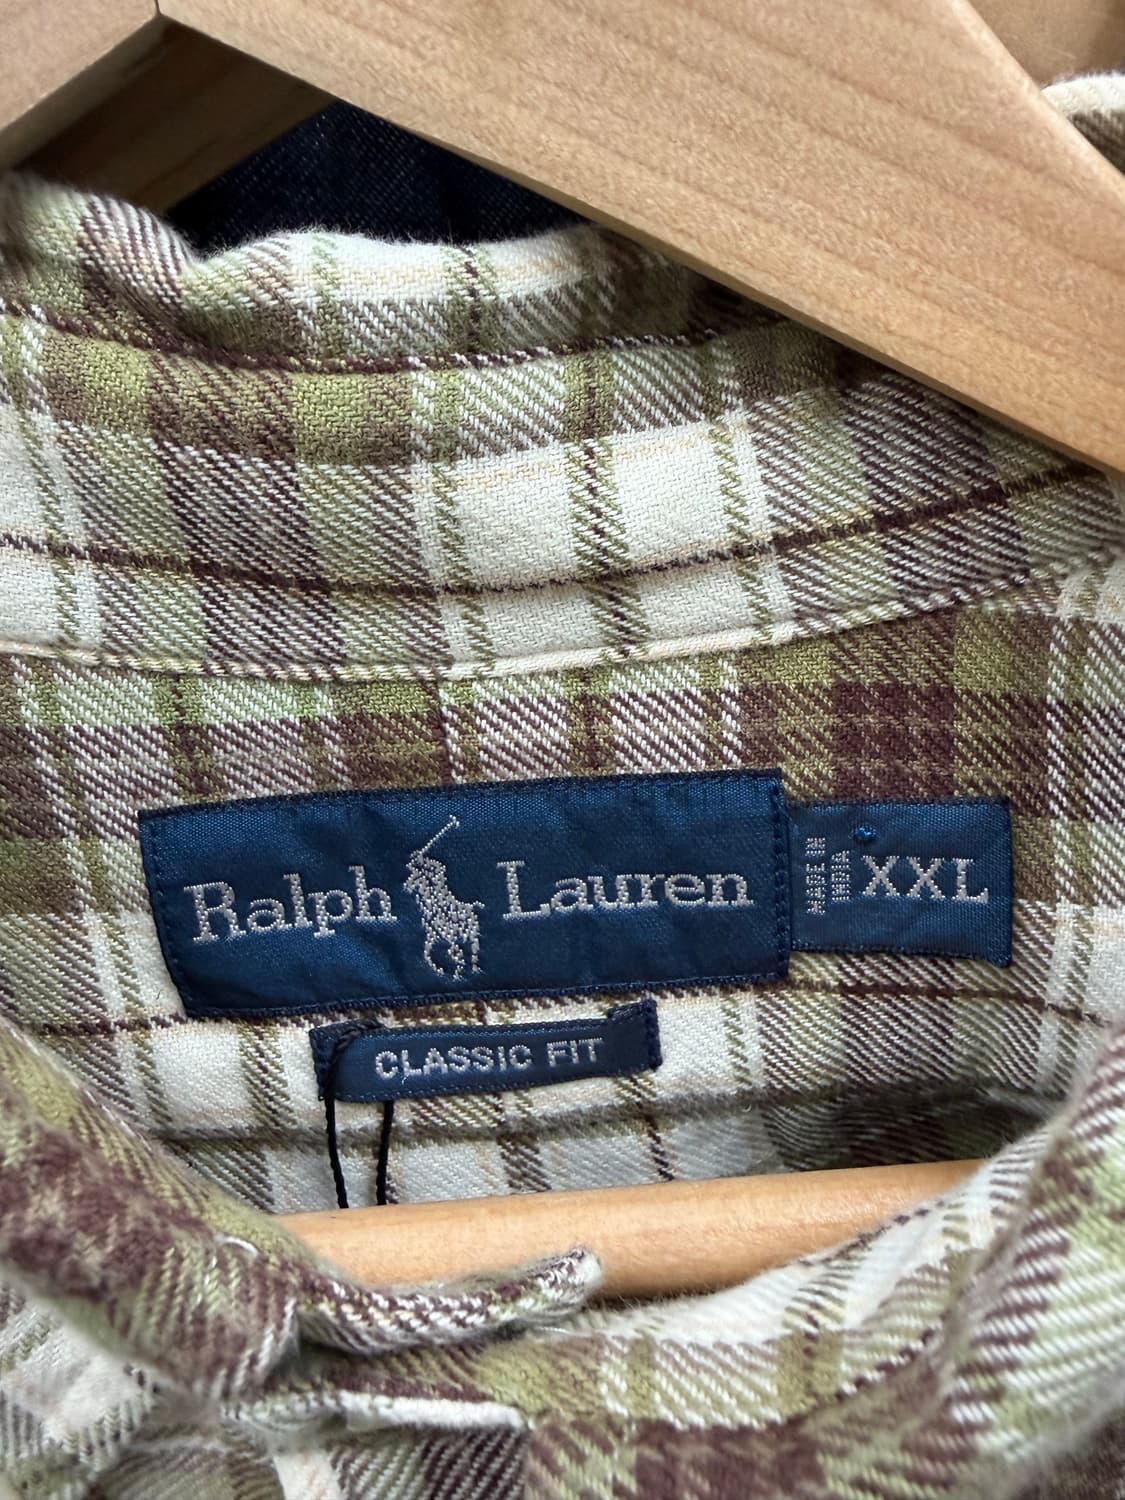 Ralph Lauren
MADE IN
INDIA
XXL
CLASSIC FIT